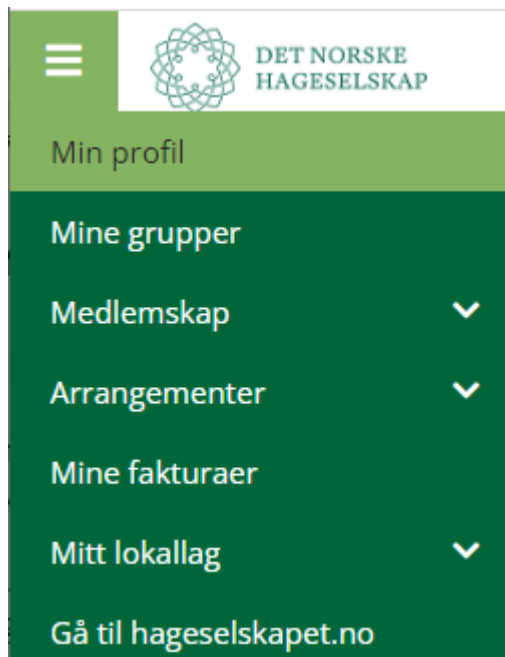 DET NORSKE
HAGESELSKAP
Min profil
Mine grupper
Medlemskap
Arrangementer
Mine fakturaer
Mitt lokallag
Gå til hageselskapet.no